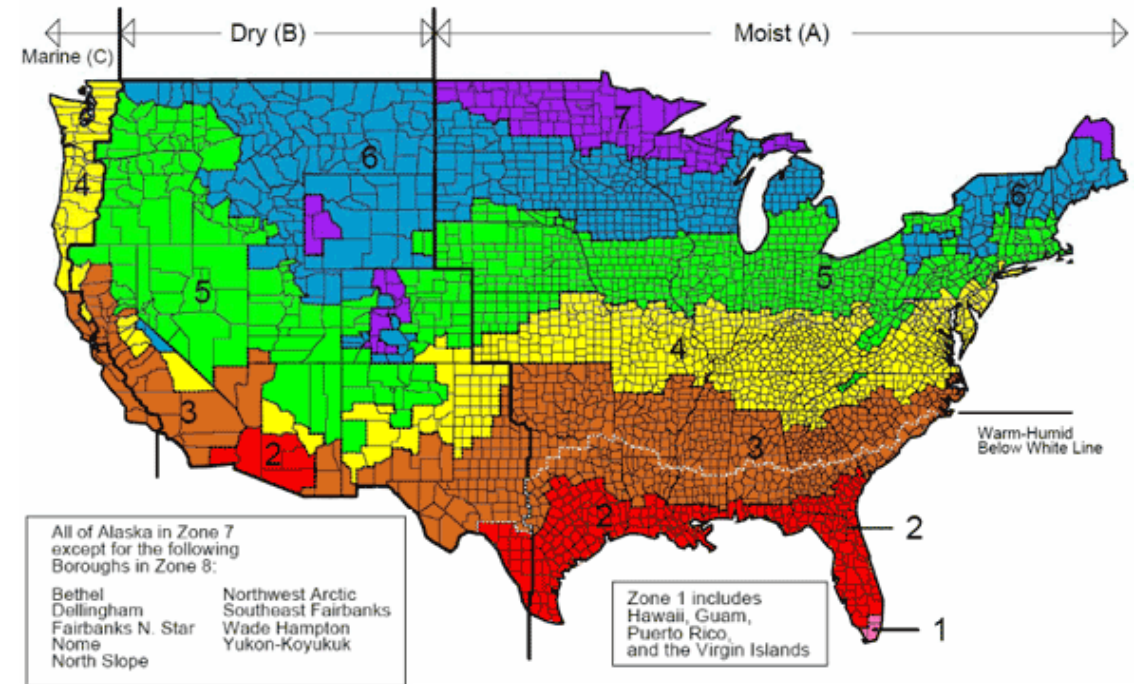 Marine (C)
Dry (B)
Moist (A)
7
6
4
6
5
5
4
3
3
2
Warm-Humid
Below White Line
2
2
1
All of Alaska in Zone 7
except for the following
Boroughs in Zone 8:
Bethel
Dellingham
Fairbanks N. Star
Nome
North Slope
Northwest Arctic
Southeast Fairbanks
Wade Hampton
Yukon-Koyukuk
Zone 1 includes
Hawaii, Guam,
Puerto Rico,
and the Virgin Islands